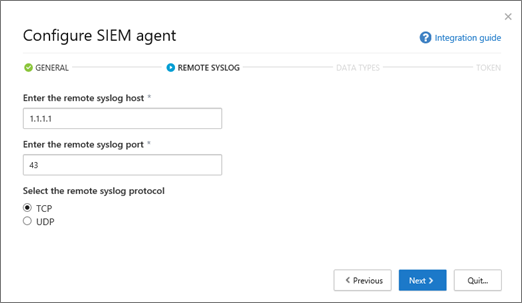 Configure SIEM agent
? Integration guide
GENERAL REMOTE SYSLOG DATA TYPES TOKEN
Enter the remote syslog host *
1.1.1.1
Enter the remote syslog port *
43
Select the remote syslog protocol
TCP
UDP
Previous Next Quit...